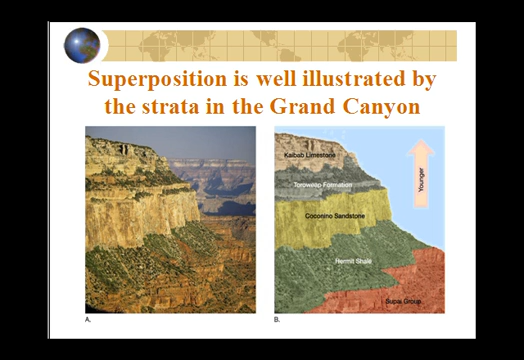 Superposition is well illustrated by
the strata in the Grand Canyon
Kaibab Limestone
Toroweap Formation
Coconino Sandstone
Hermit Shale
Supai Group
Younger
A.
B.